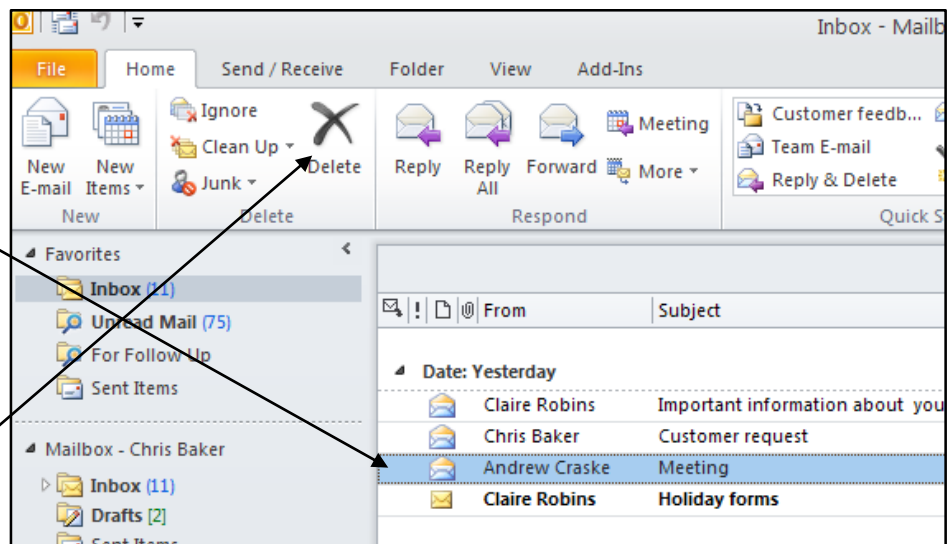 Inbox - Mailb
File Home Send / Receive Folder View Add-Ins
New E-mail
New Items
Ignore
Clean Up
Junk
Delete
Reply
Reply All
Forward
Meeting
More
Customer feedb...
Team E-mail
Reply & Delete
New Delete Respond Quick S
Favorites
Inbox (11)
Unread Mail (75)
For Follow Up
Sent Items
Mailbox - Chris Baker
Inbox (11)
Drafts [2]
Sent Items
! From Subject
Date: Yesterday
Claire Robins Important information about you
Chris Baker Customer request
Andrew Craske Meeting
Claire Robins Holiday forms